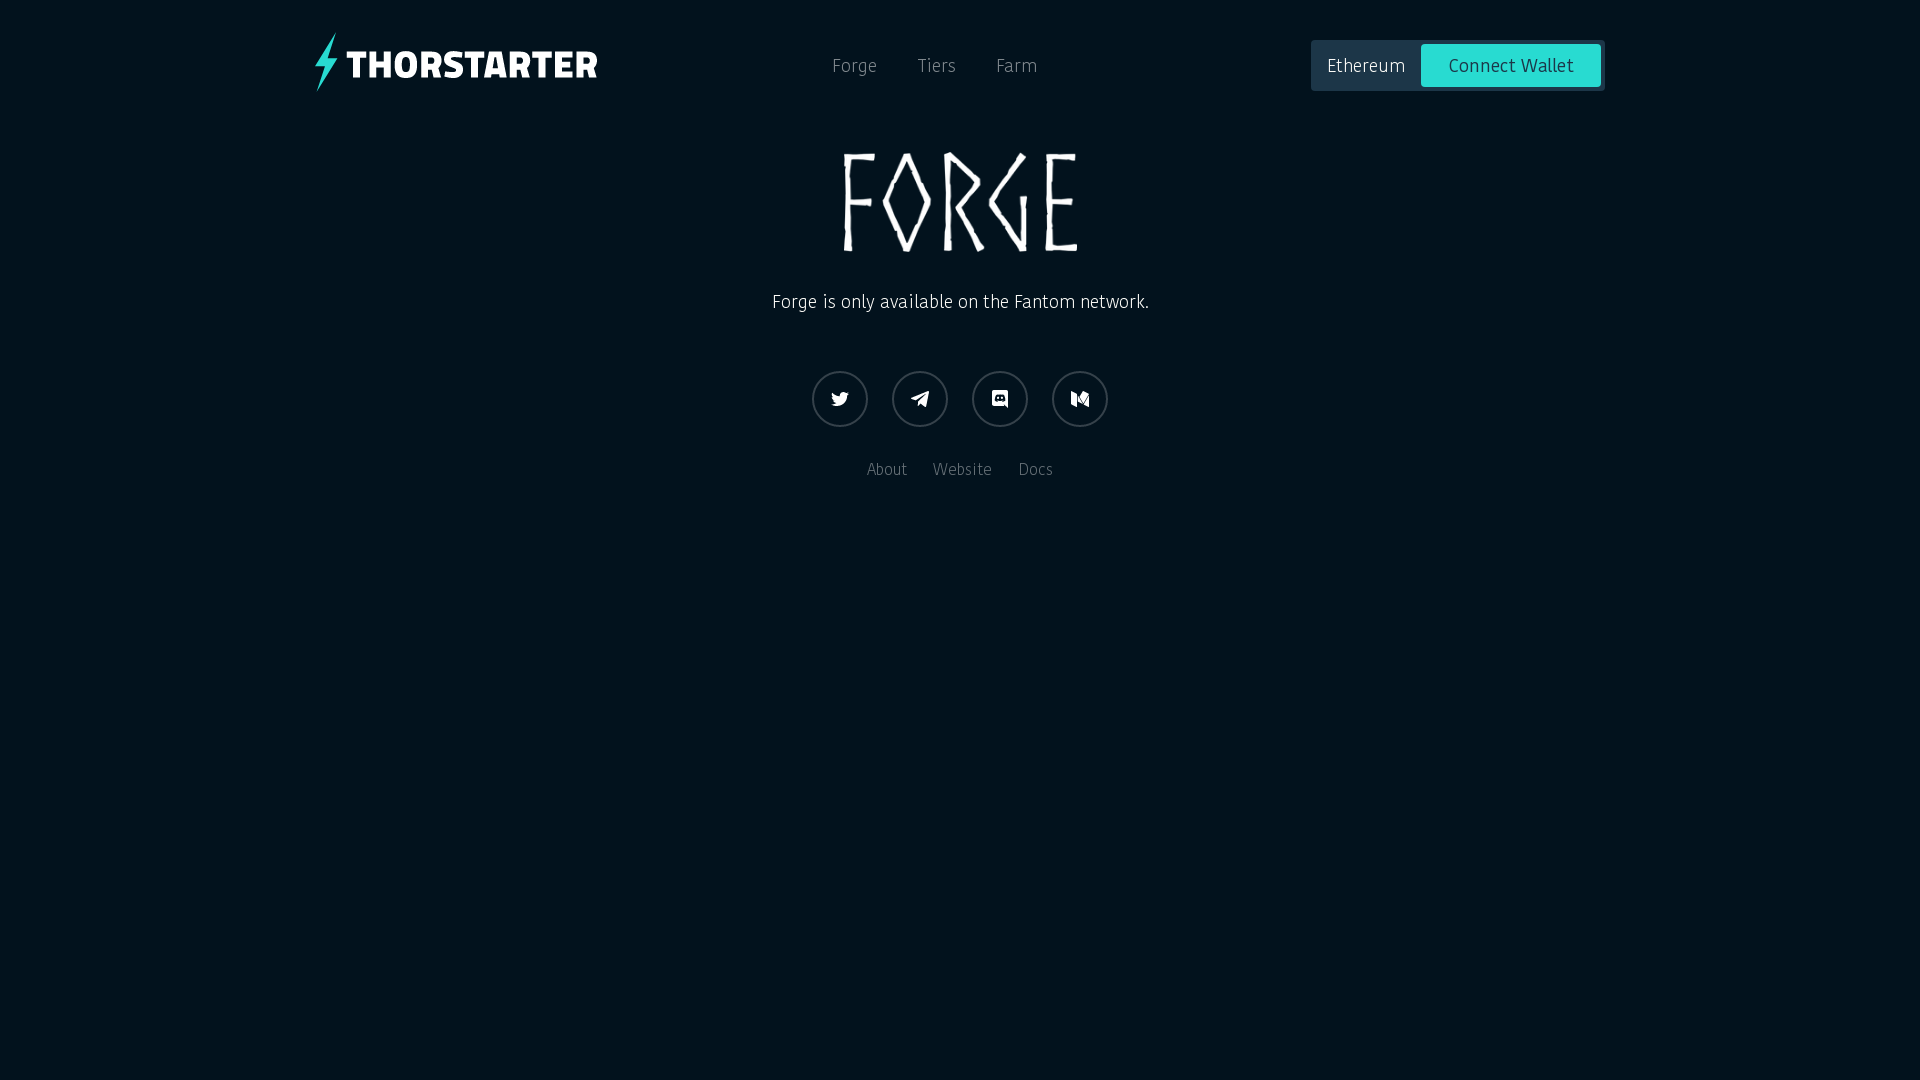 THORSTARTER
Forge
Tiers
Farm
Ethereum
Connect Wallet
FORGE
Forge is only available on the Fantom network.
About
Website
Docs